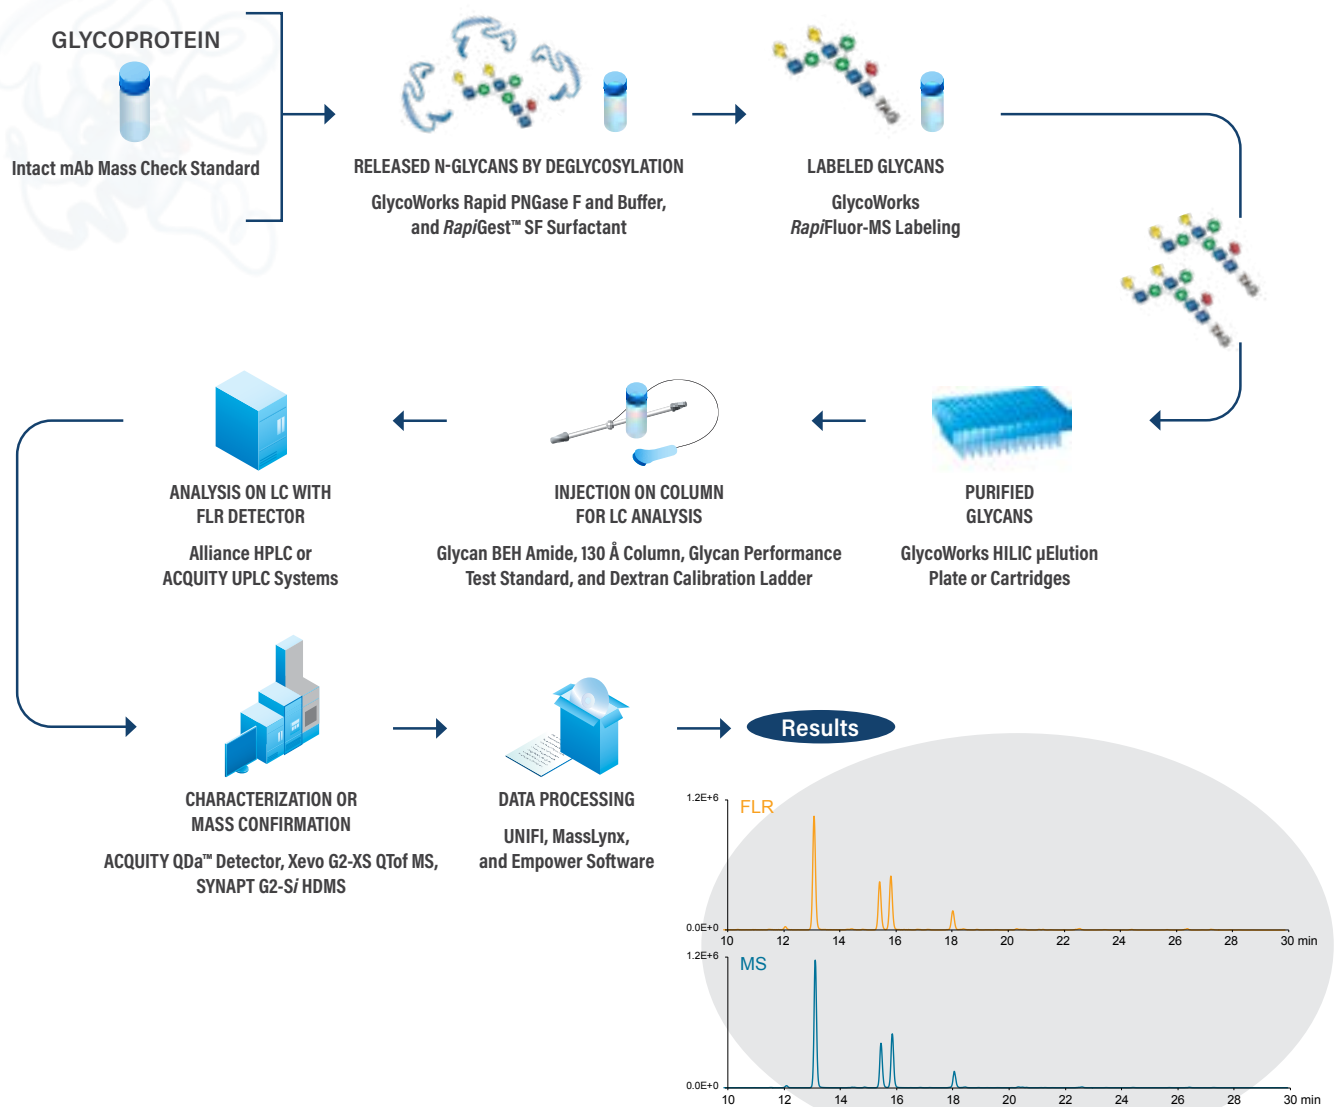 GLYCOPROTEIN
Intact mAb Mass Check Standard
RELEASED N-GLYCANS BY DEGLYCOSYLATION
GlycoWorks Rapid PNGase F and Buffer,
and RapiGest™ SF Surfactant
TAG
LABELED GLYCANS
GlycoWorks
RapiFluor-MS Labeling
TAG
TAG
ANALYSIS ON LC WITH
FLR DETECTOR
Alliance HPLC or
ACQUITY UPLC Systems
INJECTION ON COLUMN
FOR LC ANALYSIS
Glycan BEH Amide, 130 Å Column, Glycan Performance
Test Standard, and Dextran Calibration Ladder
PURIFIED
GLYCANS
GlycoWorks HILIC µElution
Plate or Cartridges
CHARACTERIZATION OR
MASS CONFIRMATION
ACQUITY QDa™ Detector, Xevo G2-XS QTof MS,
SYNAPT G2-Si HDMS
DATA PROCESSING
UNIFI, MassLynx,
and Empower Software
Results
1.2E+6
FLR
0.0E+0
10 12 14 16 18 20 22 24 26 28 30 min
1.2E+6
MS
0.0E+0
10 12 14 16 18 20 22 24 26 28 30 min